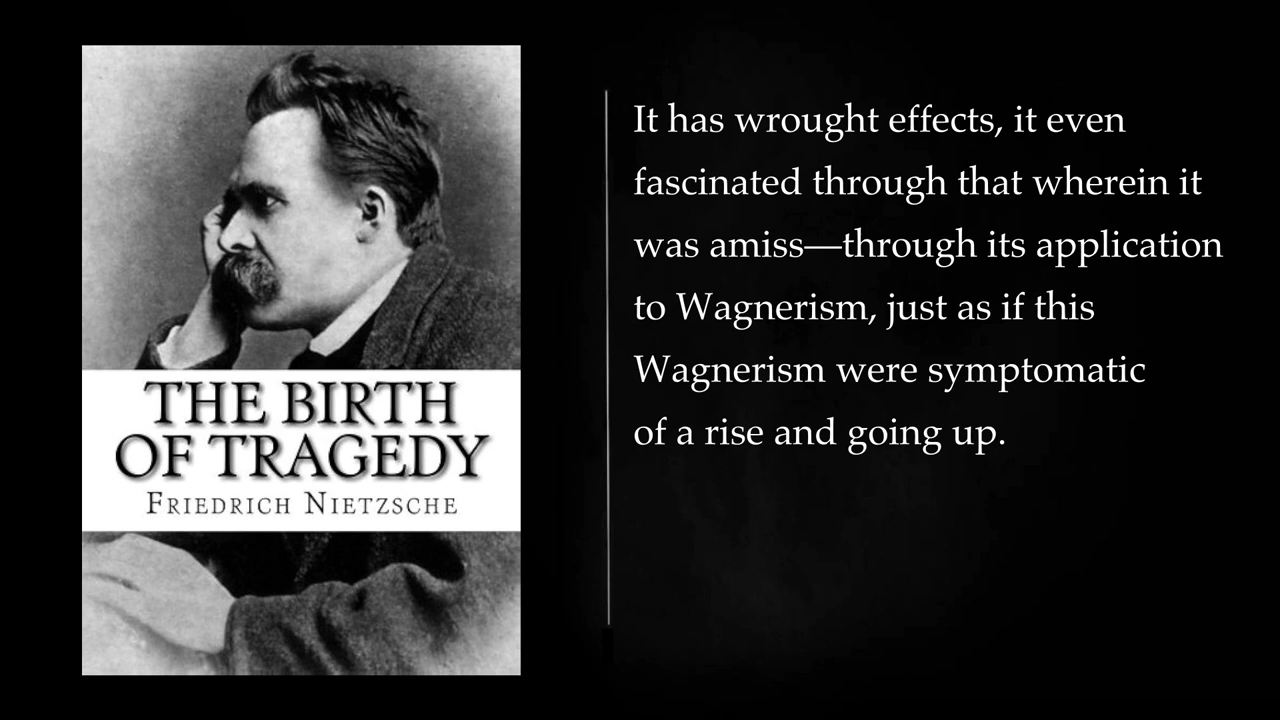 THE BIRTH
OF TRAGEDY
FRIEDRICH NIETZSCHE
It has wrought effects, it even
fascinated through that wherein it
was amiss—through its application
to Wagnerism, just as if this
Wagnerism were symptomatic
of a rise and going up.